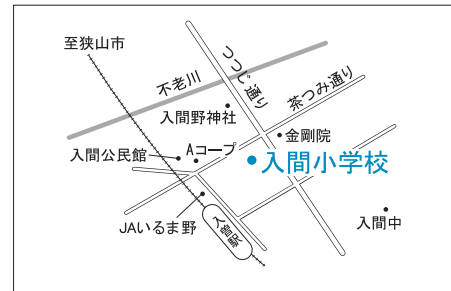 至狭山市
不老川
つつじ通り
茶つみ通り
入間野神社
金剛院
入間公民館
Aコープ
入間小学校
JAいるま野
入曽駅
入間中